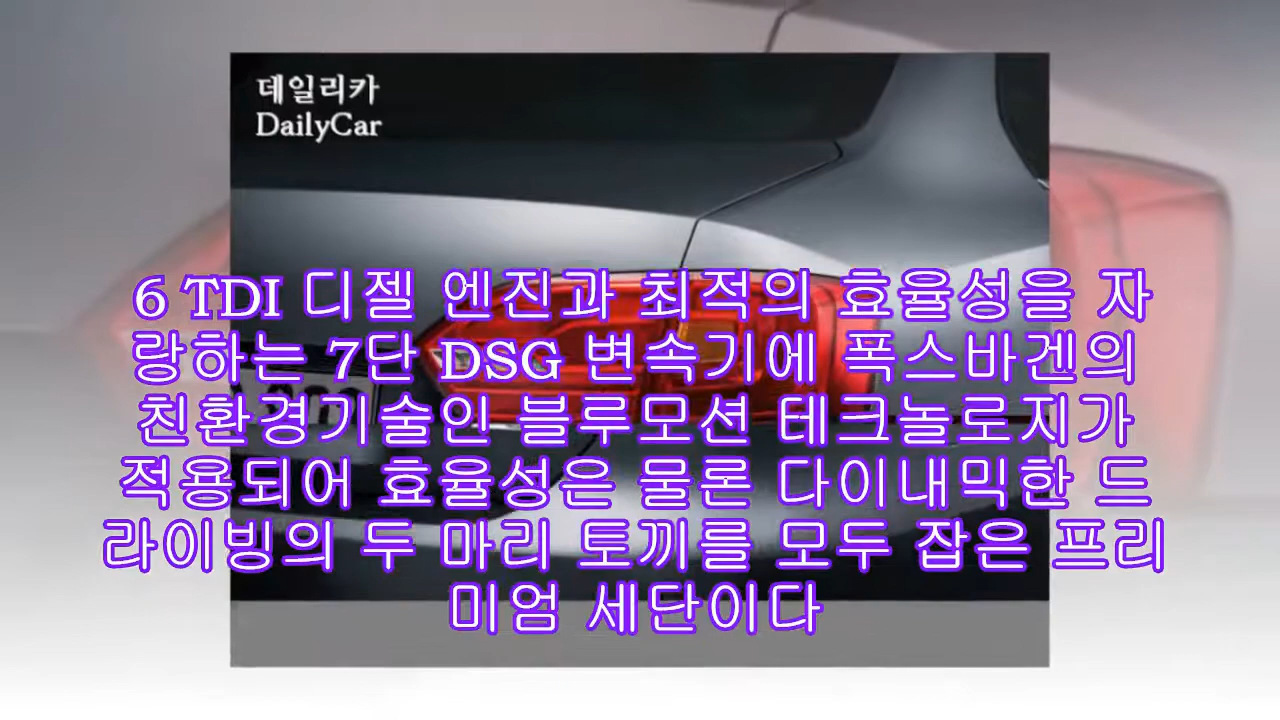 데일리카
DailyCar
6 TDI 디젤 엔진과 최적의 효율성을 자
랑하는 7단 DSG 변속기에 폭스바겐의
친환경기술인 블루모션 테크놀로지가
적용되어 효율성은 물론 다이내믹한 드
라이빙의 두 마리 토끼를 모두 잡은 프리
미엄 세단이다